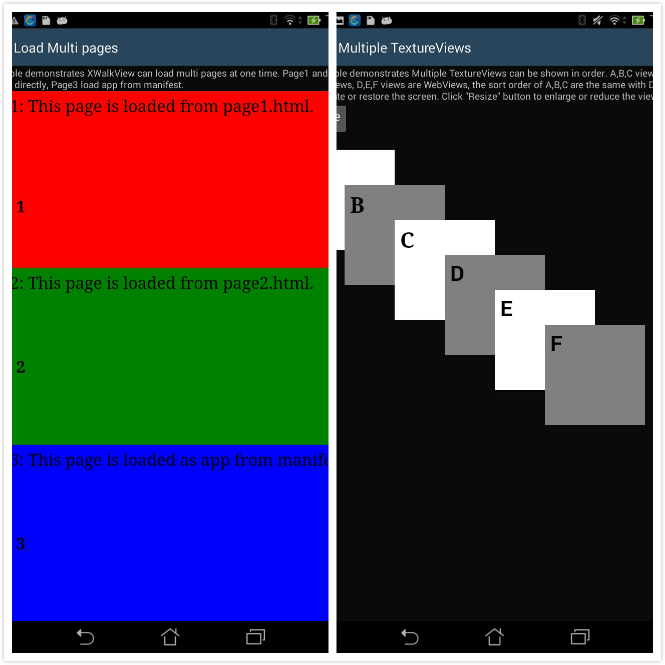 Load Multi pages
ple demonstrates XWalkView can load multi pages at one time. Page1 and
directly, Page3 load app from manifest.
1: This page is loaded from page1.html.
1
2: This page is loaded from page2.html.
2
3: This page is loaded as app from manife
3
Multiple TextureViews
ple demonstrates Multiple TextureViews can be shown in order. A,B,C view
ews, D,E,F views are WebViews, the sort order of A,B,C are the same with D
te or restore the screen. Click "Resize" button to enlarge or reduce the view
e
B
C
D
E
F